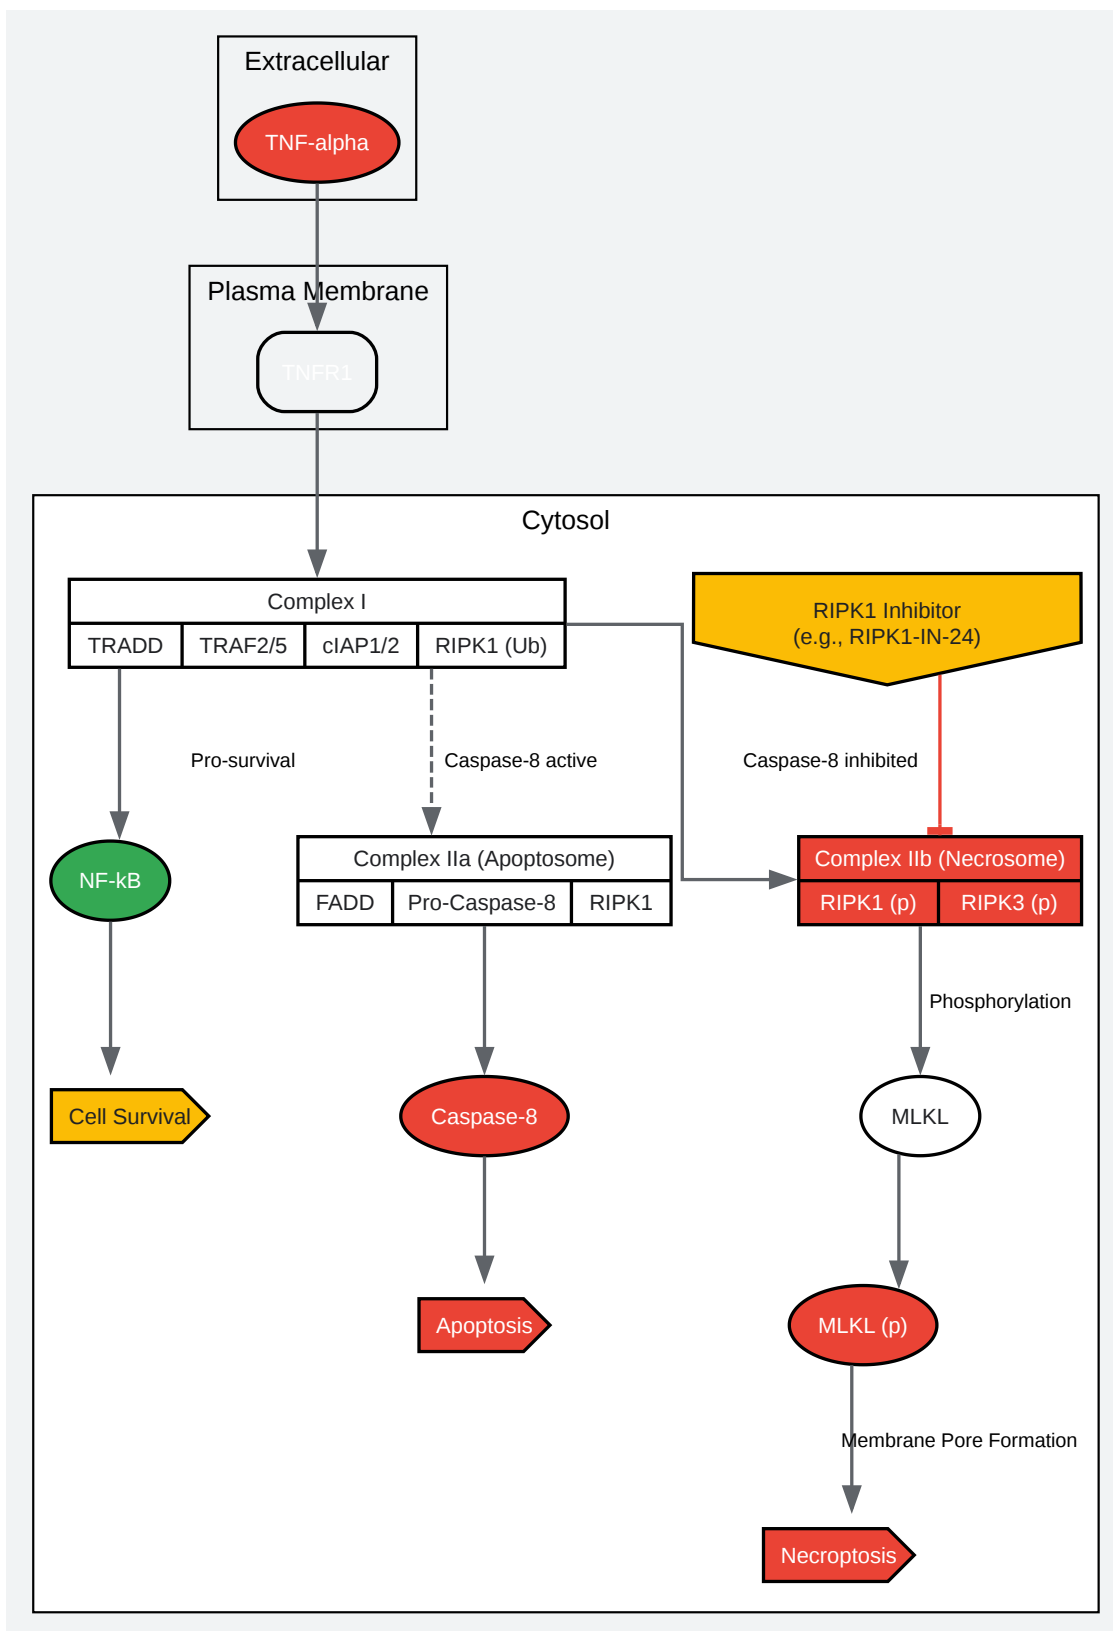 Extracellular
TNF-alpha
Plasma Membrane
TNFR1
Cytosol
Complex I
TRADD
TRAF2/5
cIAP1/2
RIPK1 (Ub)
RIPK1 Inhibitor
(e.g., RIPK1-IN-24)
Pro-survival
Caspase-8 active
Caspase-8 inhibited
NF-kB
Complex IIa (Apoptosome)
FADD
Pro-Caspase-8
RIPK1
Complex IIb (Necrosome)
RIPK1 (p)
RIPK3 (p)
Phosphorylation
Cell Survival
Caspase-8
MLKL
Apoptosis
MLKL (p)
Membrane Pore Formation
Necroptosis